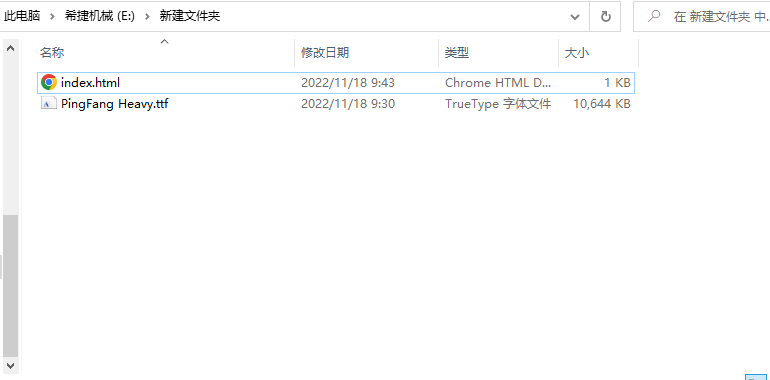 此电脑 希捷机械 (E:) 新建文件夹 在 新建文件夹 中...
名称 修改日期 类型 大小
index.html 2022/11/18 9:43 Chrome HTML D... 1 KB
PingFang Heavy.ttf 2022/11/18 9:30 TrueType 字体文件 10,644 KB